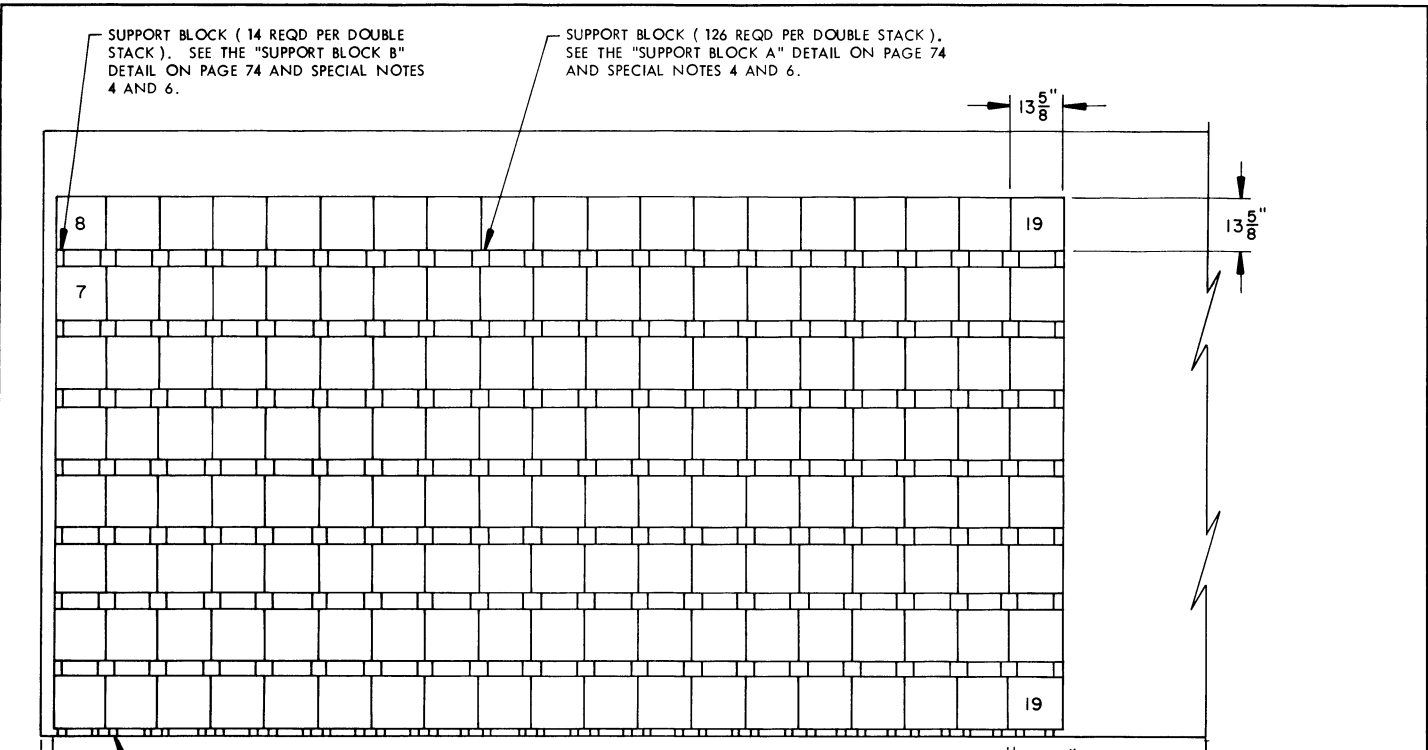 SUPPORT BLOCK ( 14 REQD PER DOUBLE
STACK ). SEE THE "SUPPORT BLOCK B"
DETAIL ON PAGE 74 AND SPECIAL NOTES
4 AND 6.
SUPPORT BLOCK ( 126 REQD PER DOUBLE STACK ).
SEE THE "SUPPORT BLOCK A" DETAIL ON PAGE 74
AND SPECIAL NOTES 4 AND 6.
13 5/8"
8
19
13 5/8"
7
19